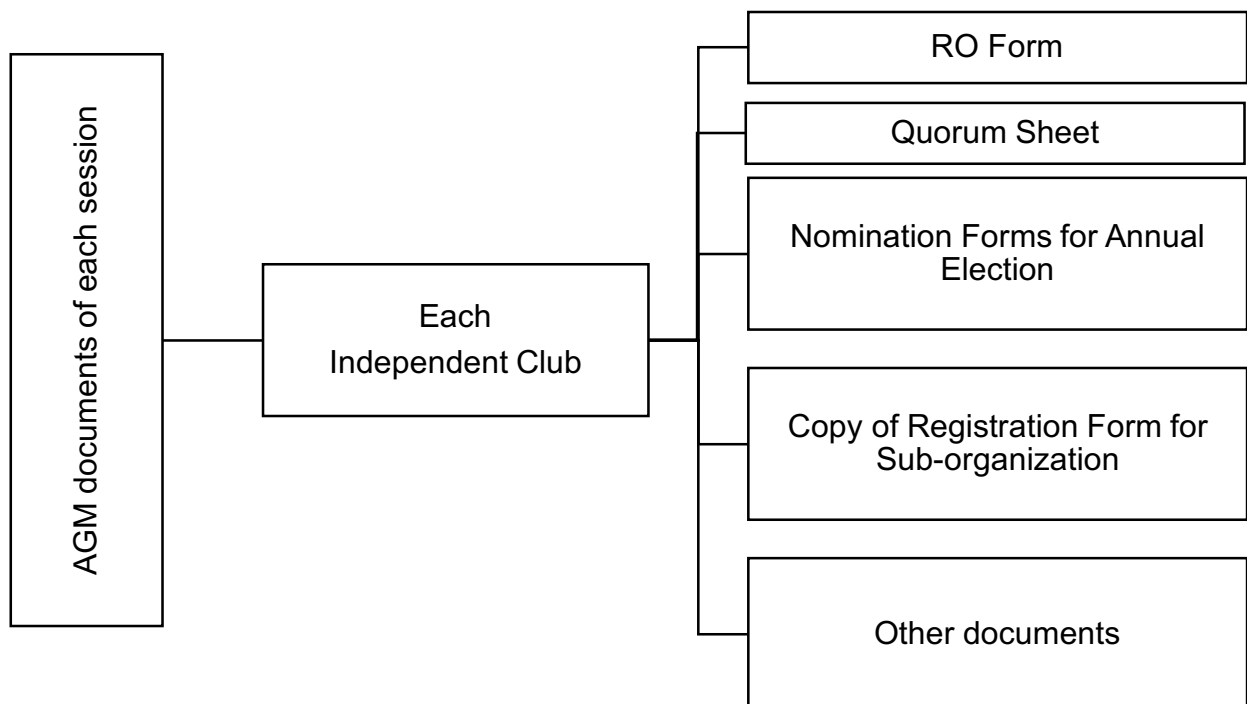 AGM documents of each session
Each
Independent Club
RO Form
Quorum Sheet
Nomination Forms for Annual
Election
Copy of Registration Form for
Sub-organization
Other documents